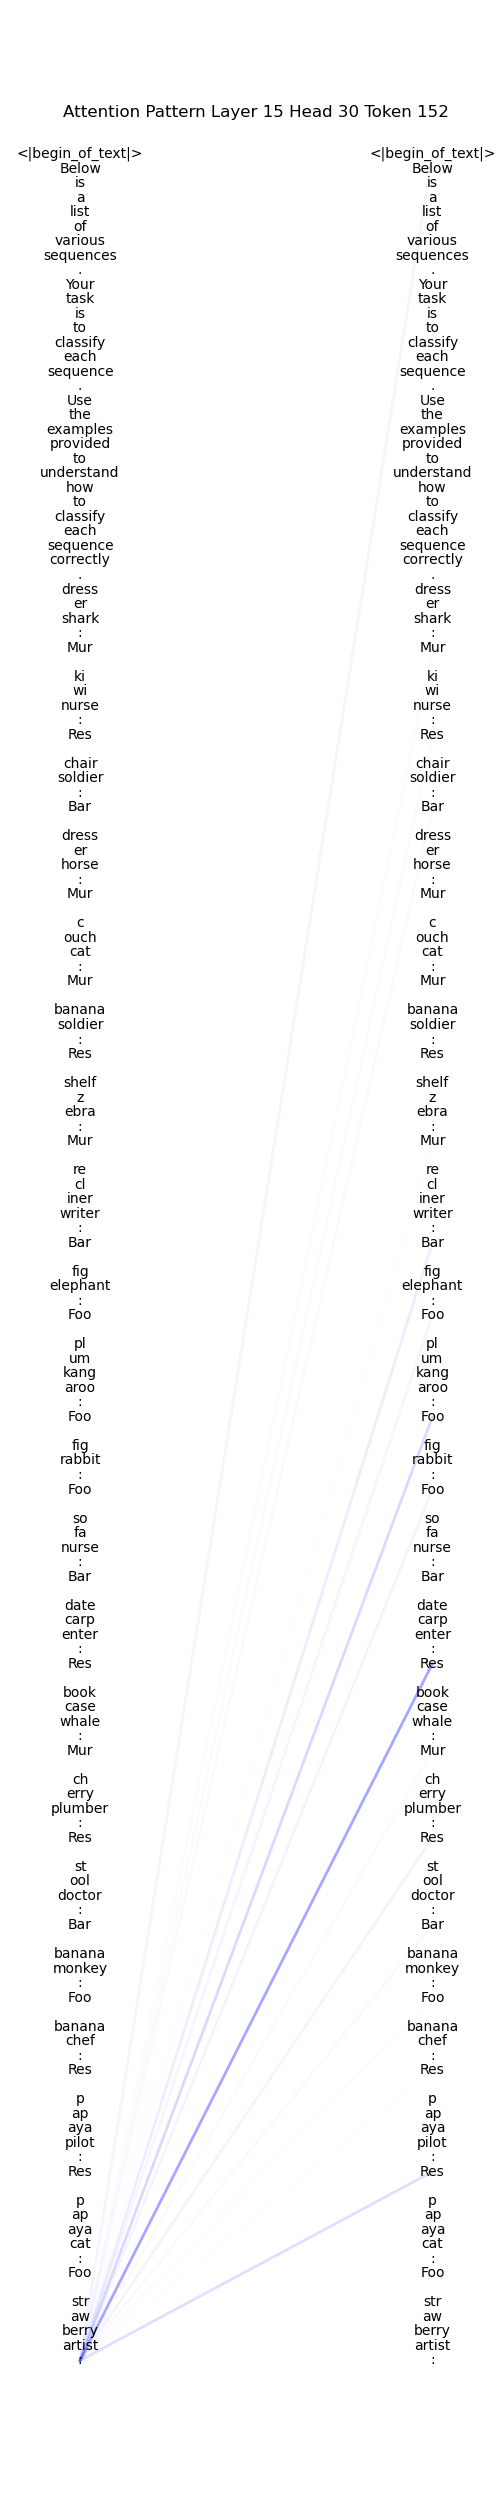 Attention Pattern Layer 15 Head 30 Token 152
<|begin_of_text|> <|begin_of_text|>
Below Below
is is
a a
list list
of of
various various
sequences sequences
. .
Your Your
task task
is is
to to
classify classify
each each
sequence sequence
. .
Use Use
the the
examples examples
provided provided
to to
understand understand
how how
to to
classify classify
each each
sequence sequence
correctly correctly
. .
dress dress
er er
shark shark
: :
Mur Mur
ki ki
wi wi
nurse nurse
: :
Res Res
chair chair
soldier soldier
: :
Bar Bar
dress dress
er er
horse horse
: :
Mur Mur
c c
ouch ouch
cat cat
: :
Mur Mur
banana banana
soldier soldier
: :
Res Res
shelf shelf
z z
ebra ebra
: :
Mur Mur
re re
cl cl
iner iner
writer writer
: :
Bar Bar
fig fig
elephant elephant
: :
Foo Foo
pl pl
um um
kang kang
aroo aroo
: :
Foo Foo
fig fig
rabbit rabbit
: :
Foo Foo
so so
fa fa
nurse nurse
: :
Bar Bar
date date
carp carp
enter enter
: :
Res Res
book book
case case
whale whale
: :
Mur Mur
ch ch
erry erry
plumber plumber
: :
Res Res
st st
ool ool
doctor doctor
: :
Bar Bar
banana banana
monkey monkey
: :
Foo Foo
banana banana
chef chef
: :
Res Res
p p
ap ap
aya aya
pilot pilot
: :
Res Res
p p
ap ap
aya aya
cat cat
: :
Foo Foo
str str
aw aw
berry berry
artist artist
: :